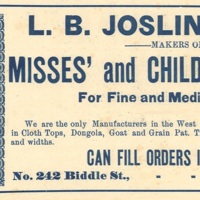 L. B. JOSLIN
MAKERS O
MISSES' and CHILD
For Fine and Medi
We are the only Manufacturers in the West
in Cloth Tops, Dongola, Goat and Grain Pat. T
and widths.
CAN FILL ORDERS I
No. 242 Biddle St., - -